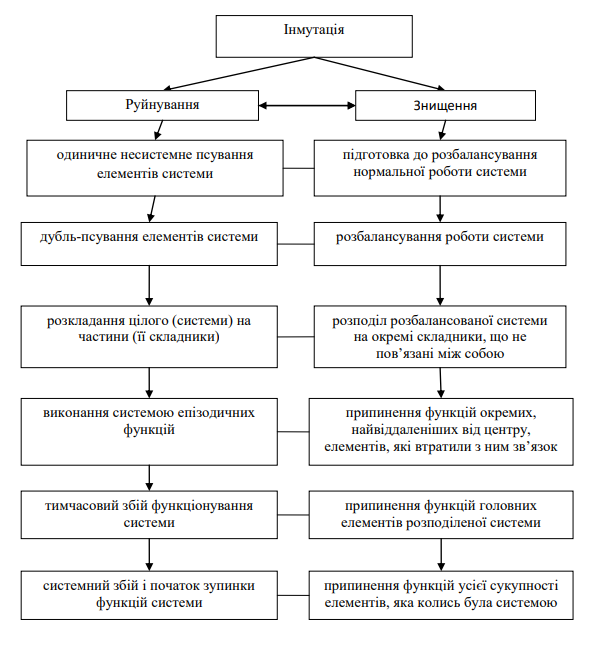 Інмутація
Руйнування
Знищення
одиничне несистемне псування
елементів системи
підготовка до розбалансування
нормальної роботи системи
дубль-псування елементів системи
розбалансування роботи системи
розкладання цілого (системи) на
частини (її складники)
розподіл розбалансованої системи
на окремі складники, що не
пов’язані між собою
виконання системою епізодичних
функцій
припинення функцій окремих,
найвіддаленіших від центру,
елементів, які втратили з ним зв’язок
тимчасовий збій функціонування
системи
припинення функцій головних
елементів розподіленої системи
системний збій і початок зупинки
функцій системи
припинення функцій усієї сукупності
елементів, яка колись була системою